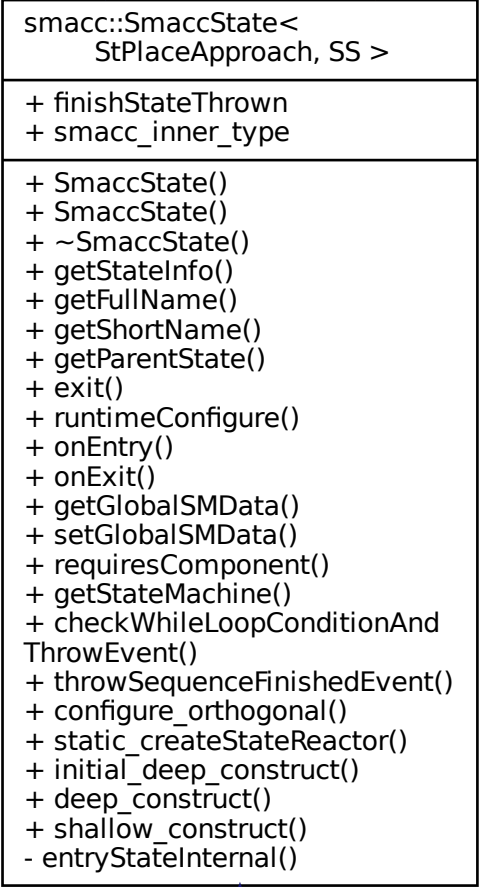 smacc::SmaccState<
StPlaceApproach, SS >
+ finishStateThrown
+ smacc_inner_type
+ SmaccState()
+ SmaccState()
+ ~SmaccState()
+ getStateInfo()
+ getFullName()
+ getShortName()
+ getParentState()
+ exit()
+ runtimeConfigure()
+ onEntry()
+ onExit()
+ getGlobalSMData()
+ setGlobalSMData()
+ requiresComponent()
+ getStateMachine()
+ checkWhileLoopConditionAnd
ThrowEvent()
+ throwSequenceFinishedEvent()
+ configure_orthogonal()
+ static_createStateReactor()
+ initial_deep_construct()
+ deep_construct()
+ shallow_construct()
- entryStateInternal()